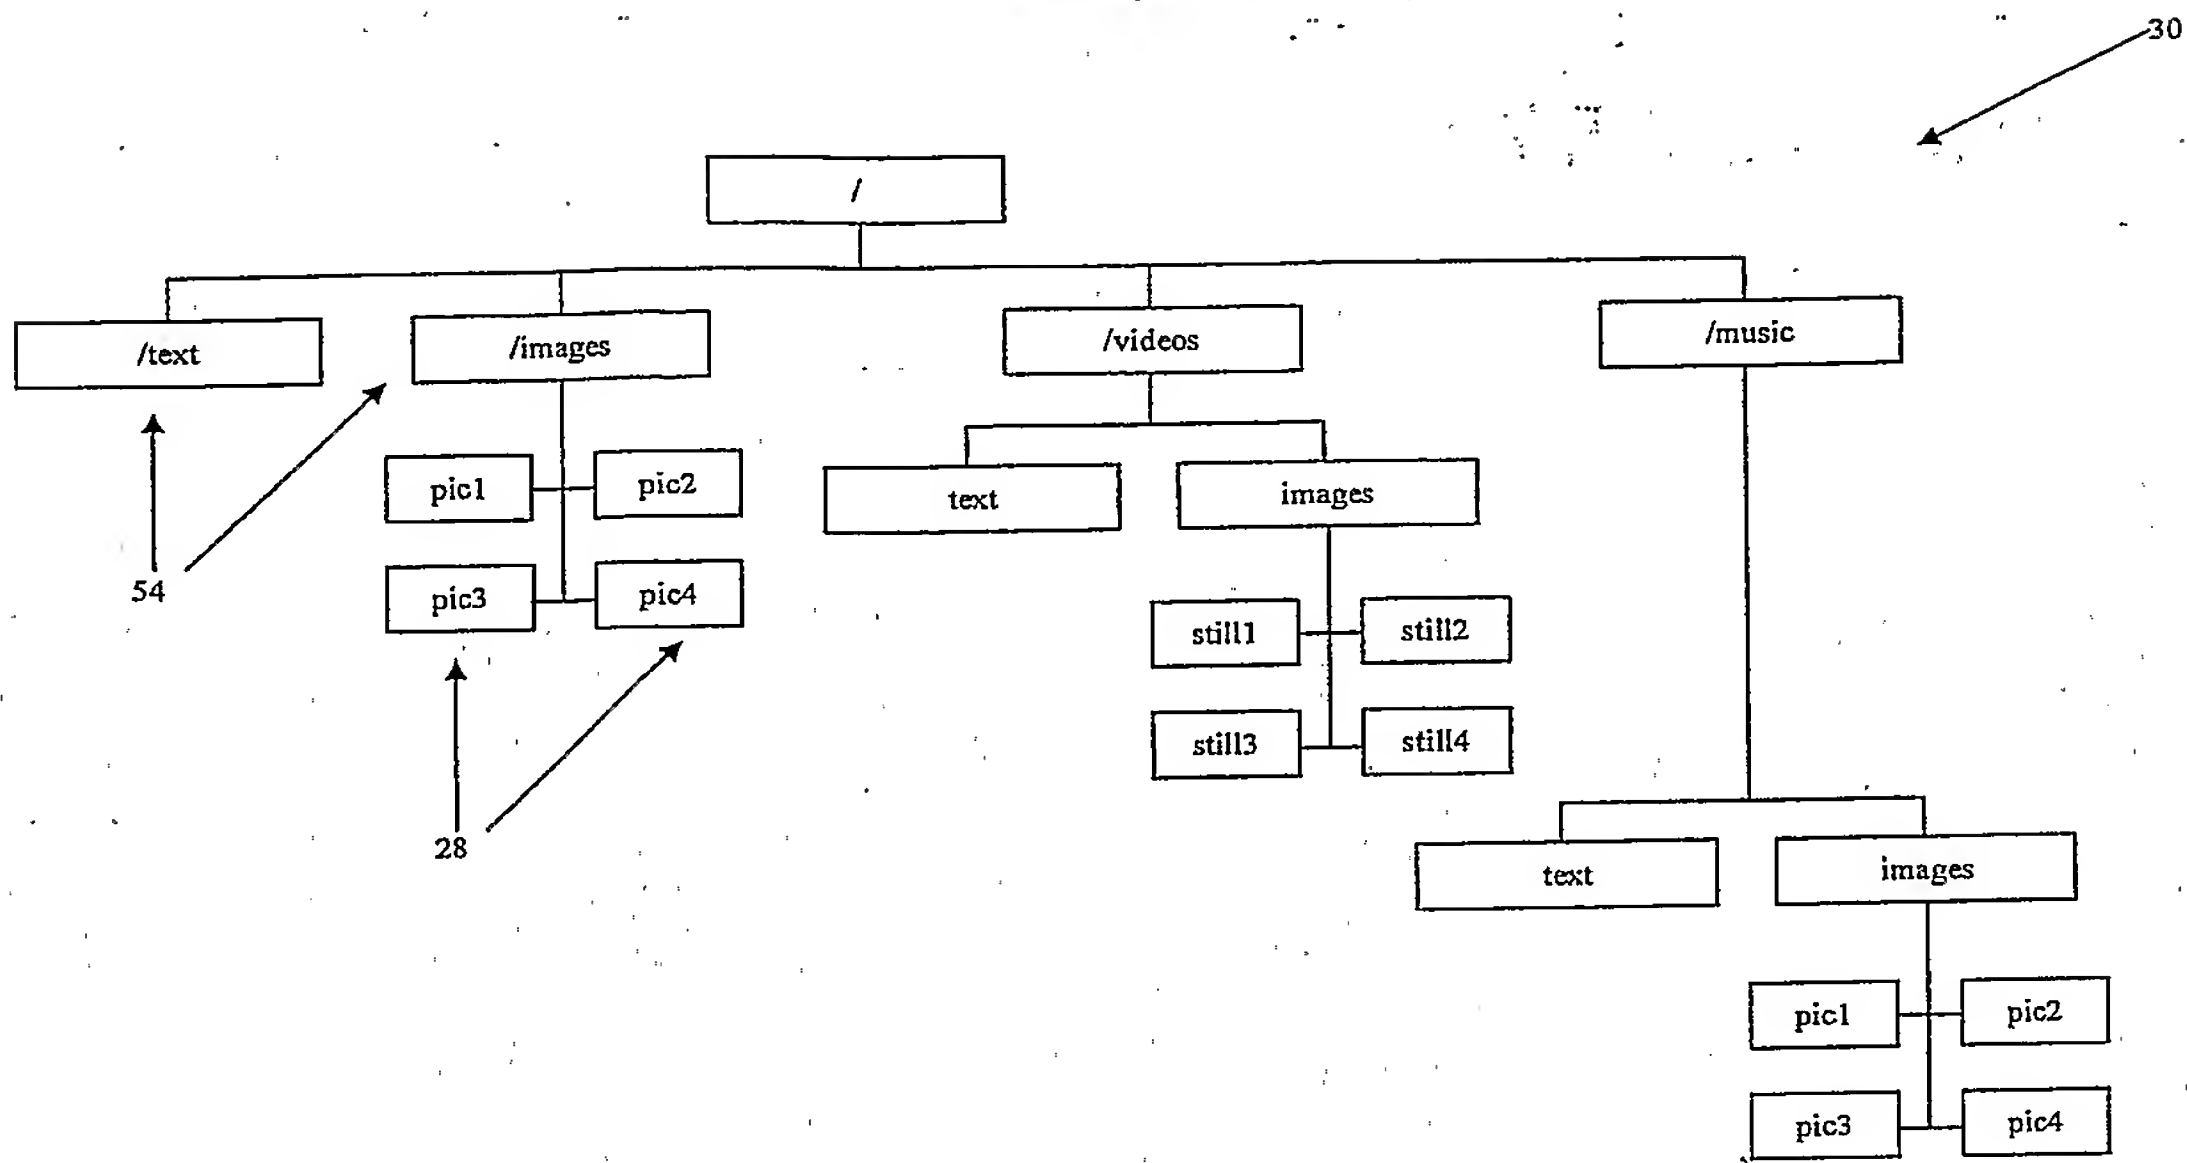 30
/
/text
/images
/videos
/music
pic1
pic2
text
images
54
pic3
pic4
still1
still2
still3
still4
28
text
images
pic1
pic2
pic3
pic4